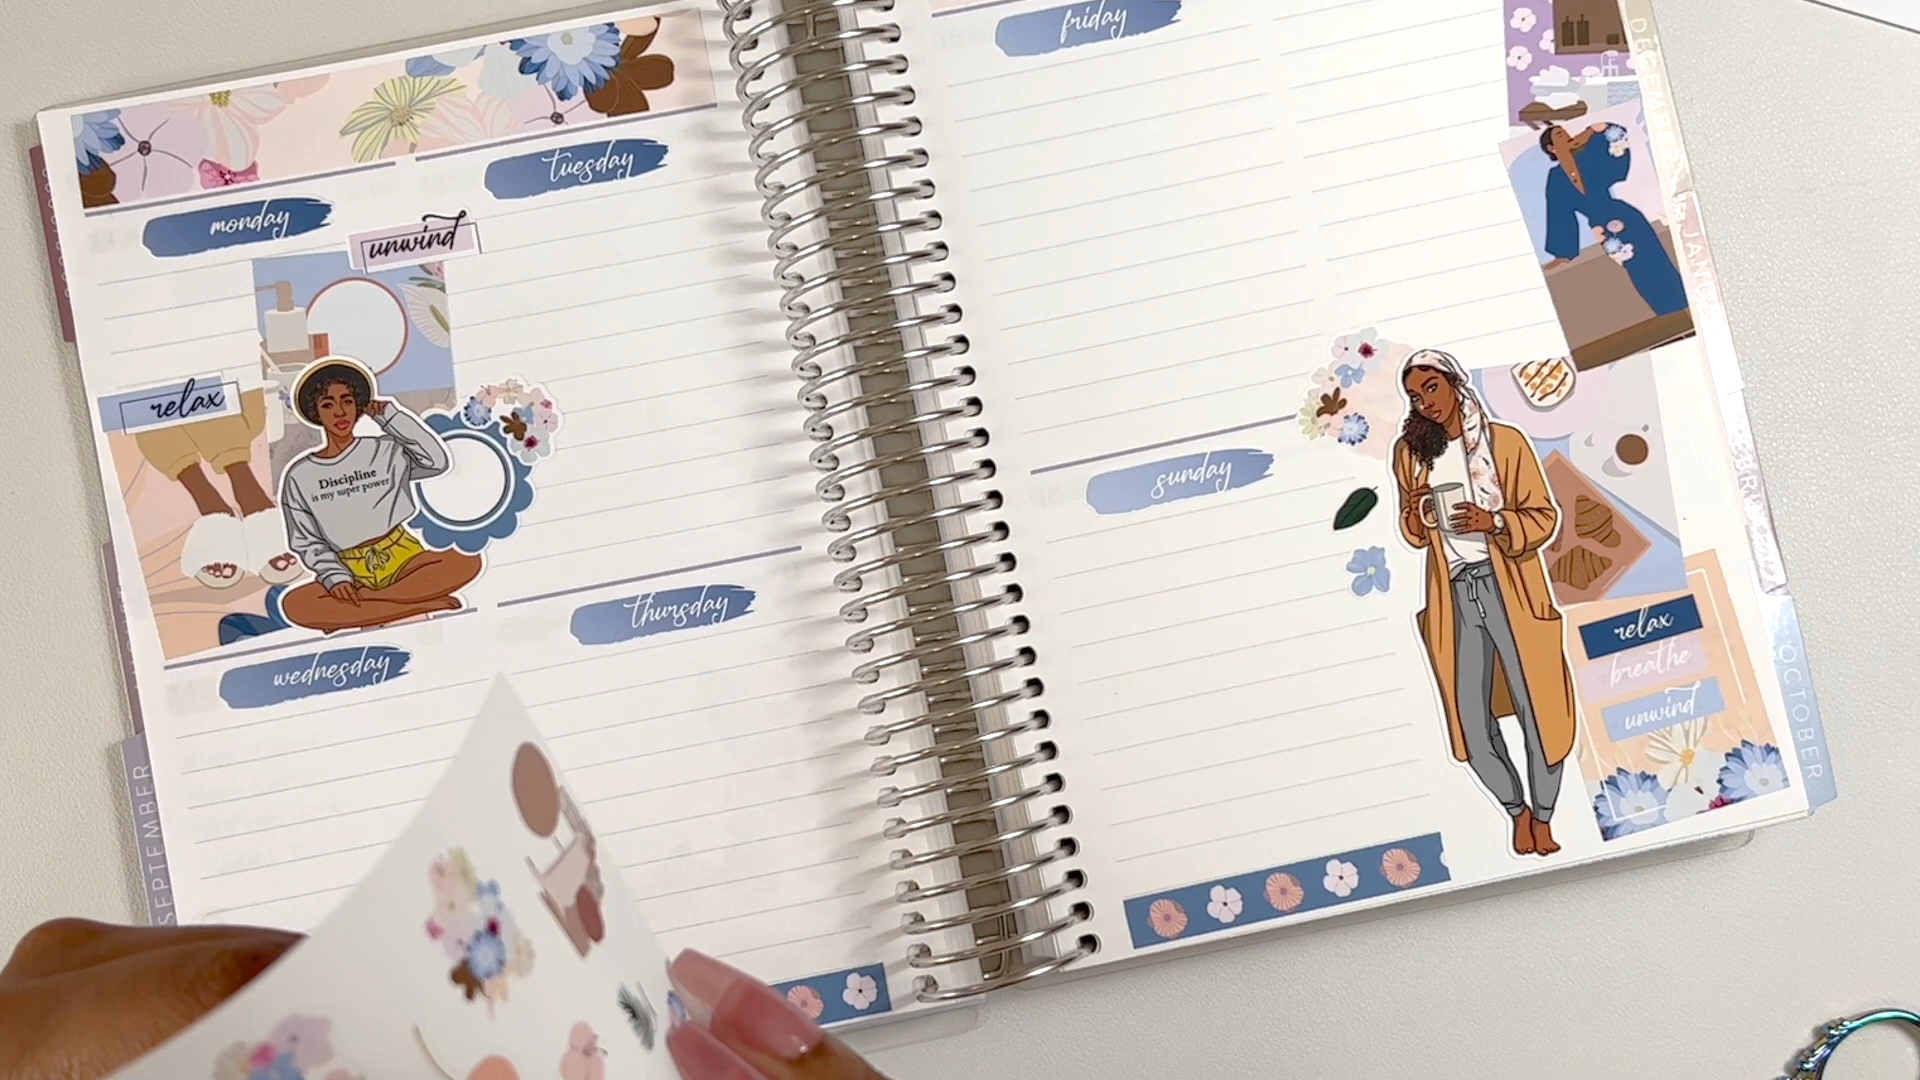 tuesday
monday
unwind
relax
Discipline
is my super power
wednesday
thursday
SEPTEMBER
friday
sunday
relax
breathe
unwind
OCTOBER